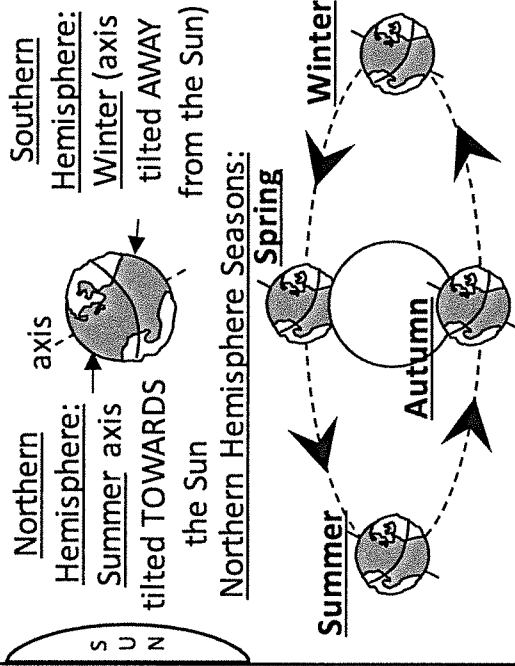 SUN
axis
Northern
Hemisphere:
Summer axis
tilted TOWARDS
the Sun
Southern
Hemisphere:
Winter (axis
tilted AWAY
from the Sun)
Northern Hemisphere Seasons:
Summer
Spring
Autumn
Winter